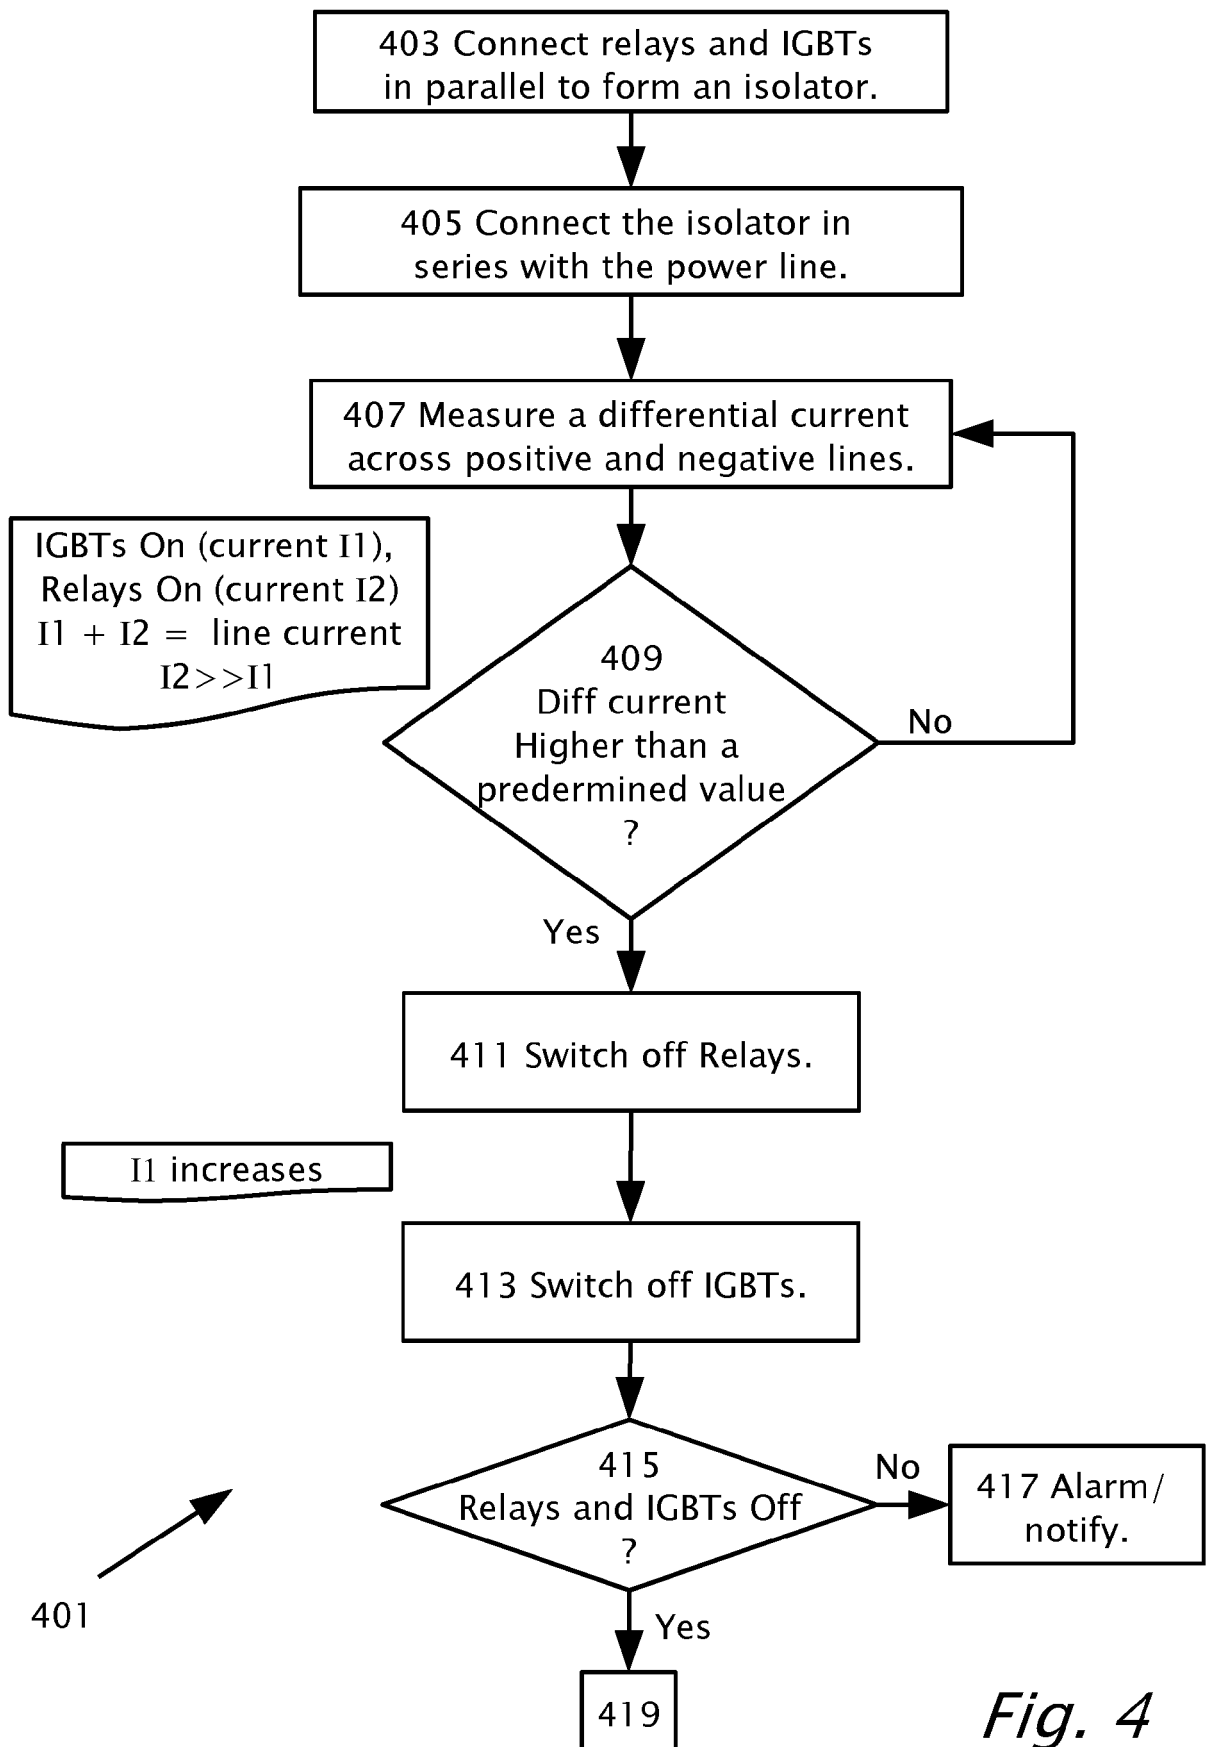 403 Connect relays and IGBTs
in parallel to form an isolator.
405 Connect the isolator in
series with the power line.
407 Measure a differential current
across positive and negative lines.
IGBTs On (current I1),
Relays On (current I2)
I1 + I2 = line current
I2>>I1
409
Diff current
Higher than a
predermined value
?
No
Yes
411 Switch off Relays.
I1 increases
413 Switch off IGBTs.
415
Relays and IGBTs Off
?
No
417 Alarm/
notify.
401
Yes
419
Fig. 4